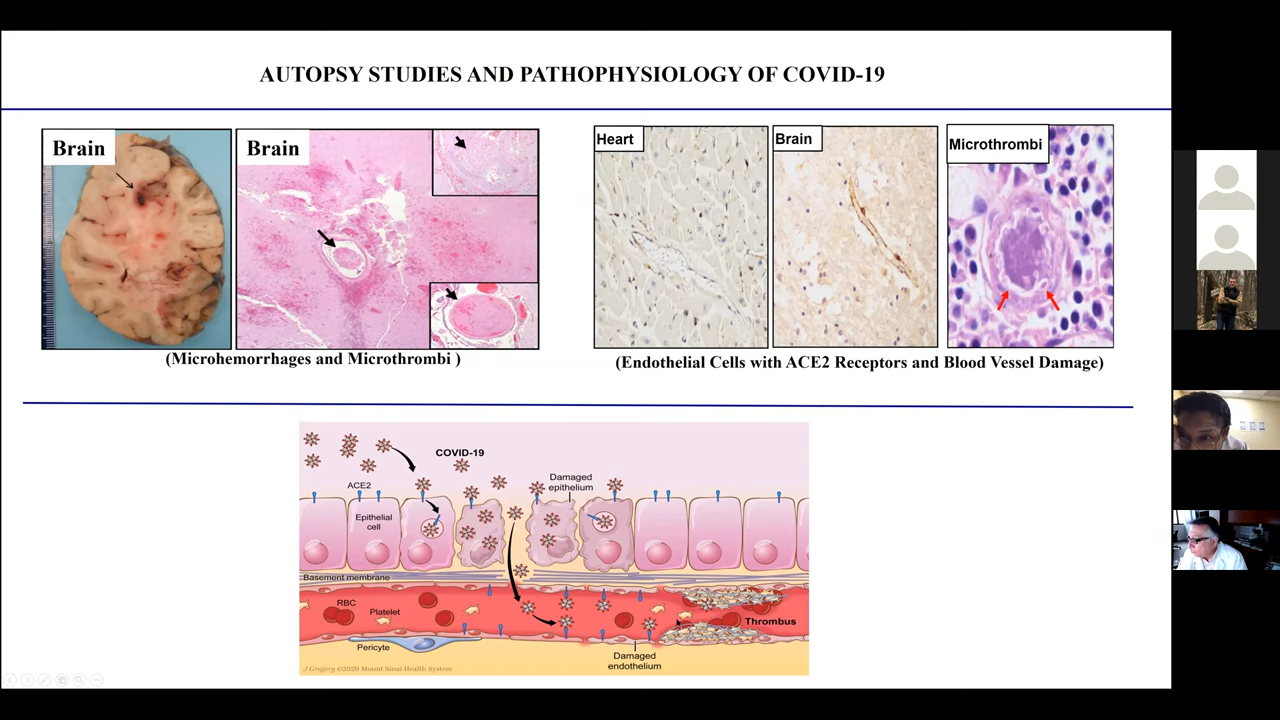 AUTOPSY STUDIES AND PATHOPHYSIOLOGY OF COVID-19
Brain
Brain
(Microhemorrhages and Microthrombi )
Heart
Brain
Microthrombi
(Endothelial Cells with ACE2 Receptors and Blood Vessel Damage)
COVID-19
ACE2
Damaged
epithelium
Epithelial
cell
Basement membrane
RBC
Platelet
Thrombus
Pericyte
Damaged
endothelium
J Gregory ©2020 Mount Sinai Health System